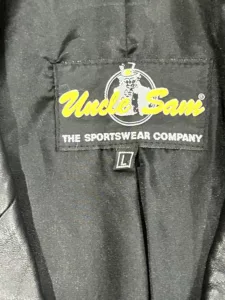 Uncle Sam®
THE SPORTSWEAR COMPANY
L